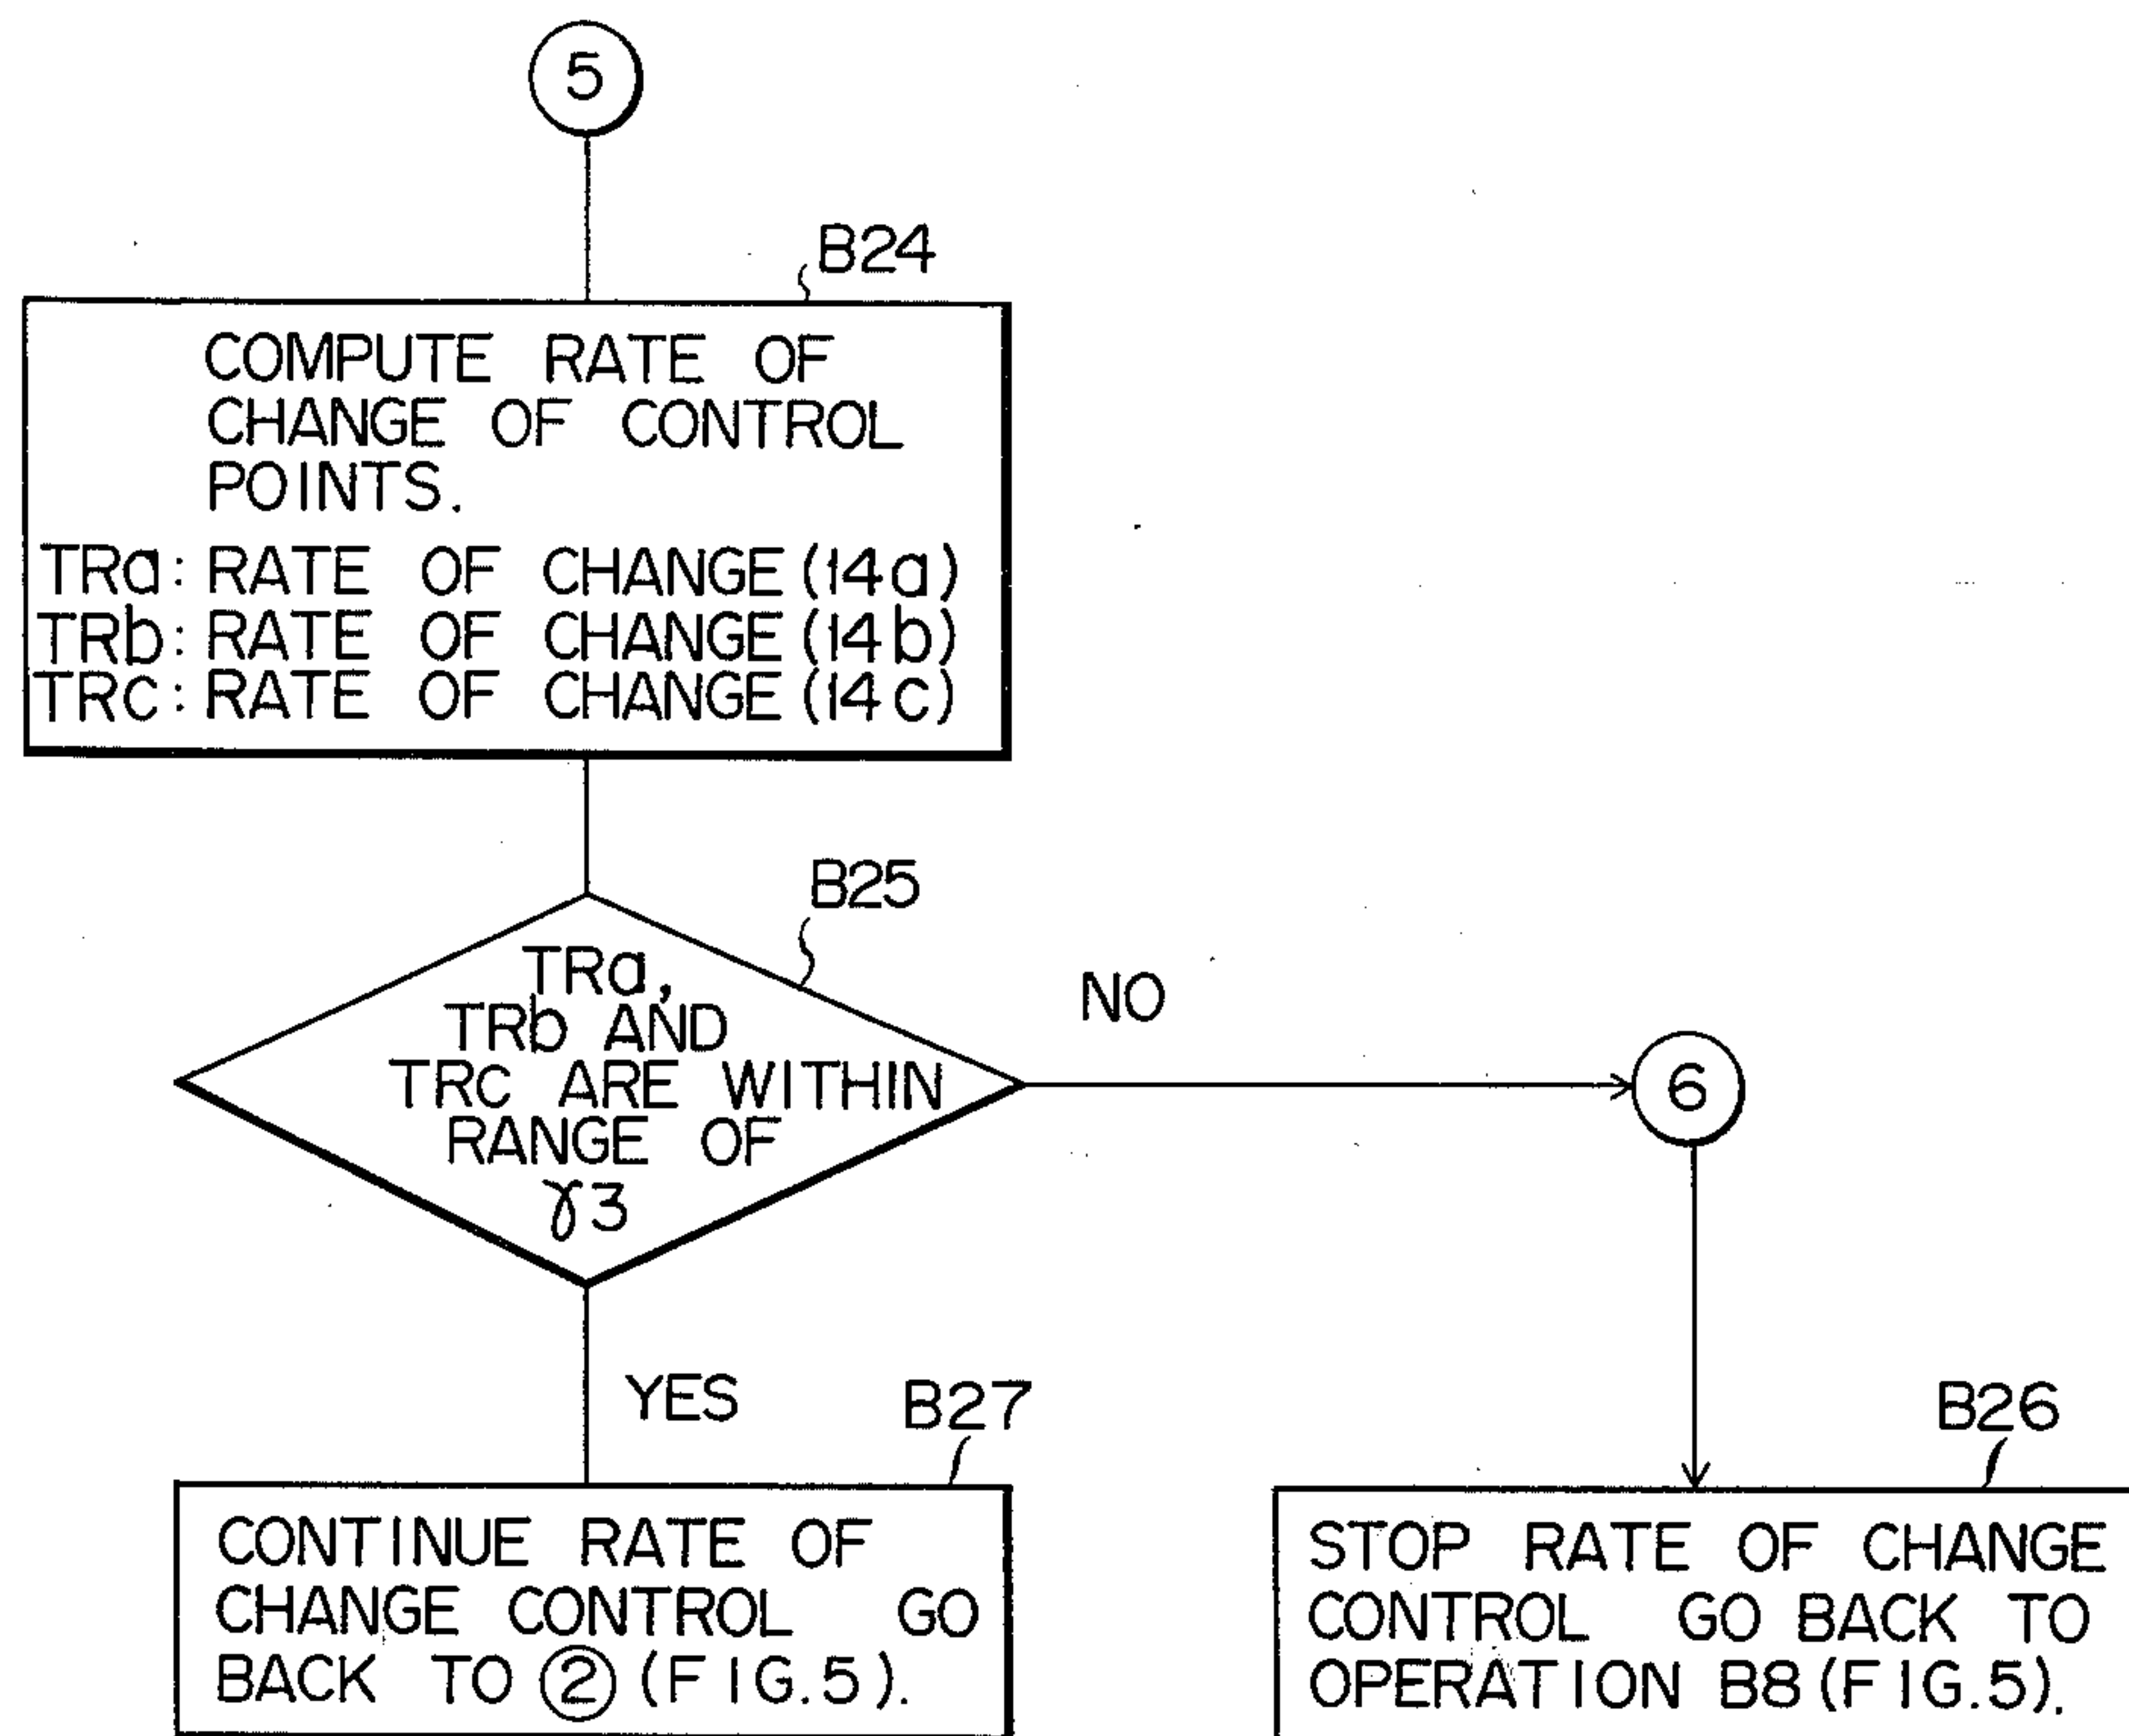 5
B24
COMPUTE RATE OF
CHANGE OF CONTROL
POINTS.
TRa: RATE OF CHANGE (14a)
TRb: RATE OF CHANGE (14b)
TRc: RATE OF CHANGE (14c)
B25
TRa,
TRb AND
TRc ARE WITHIN
RANGE OF
γ3
NO
6
YES
B27
CONTINUE RATE OF
CHANGE CONTROL GO
BACK TO ② (FIG.5).
B26
STOP RATE OF CHANGE
CONTROL GO BACK TO
OPERATION B8 (FIG.5).